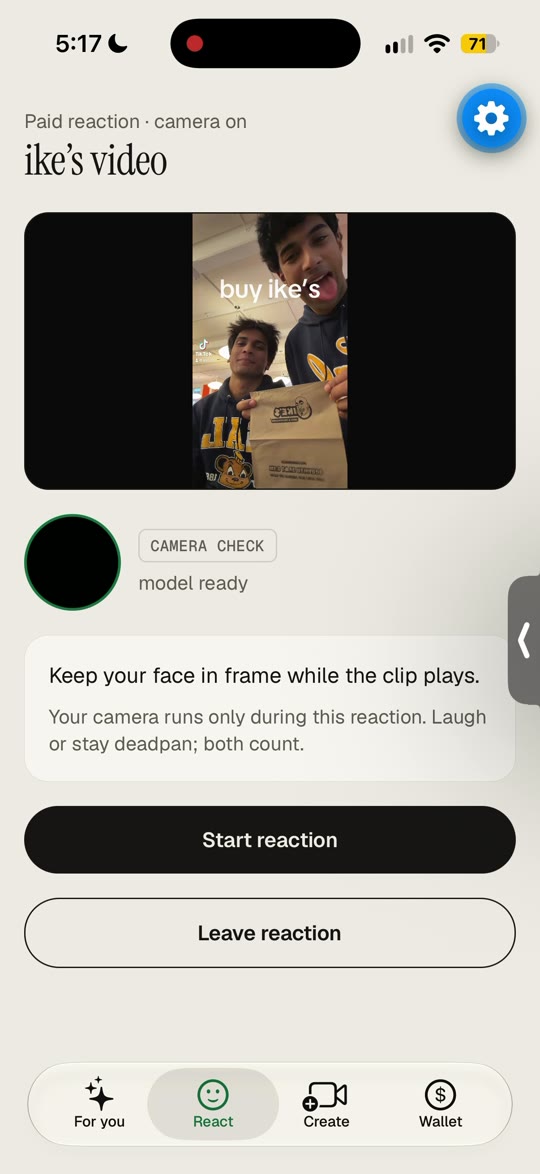 5:17
71
Paid reaction · camera on
ike's video
buy ike's
TikTok
IKE'S
CAMERA CHECK
model ready
Keep your face in frame while the clip plays.
Your camera runs only during this reaction. Laugh
or stay deadpan; both count.
Start reaction
Leave reaction
For you
React
Create
Wallet